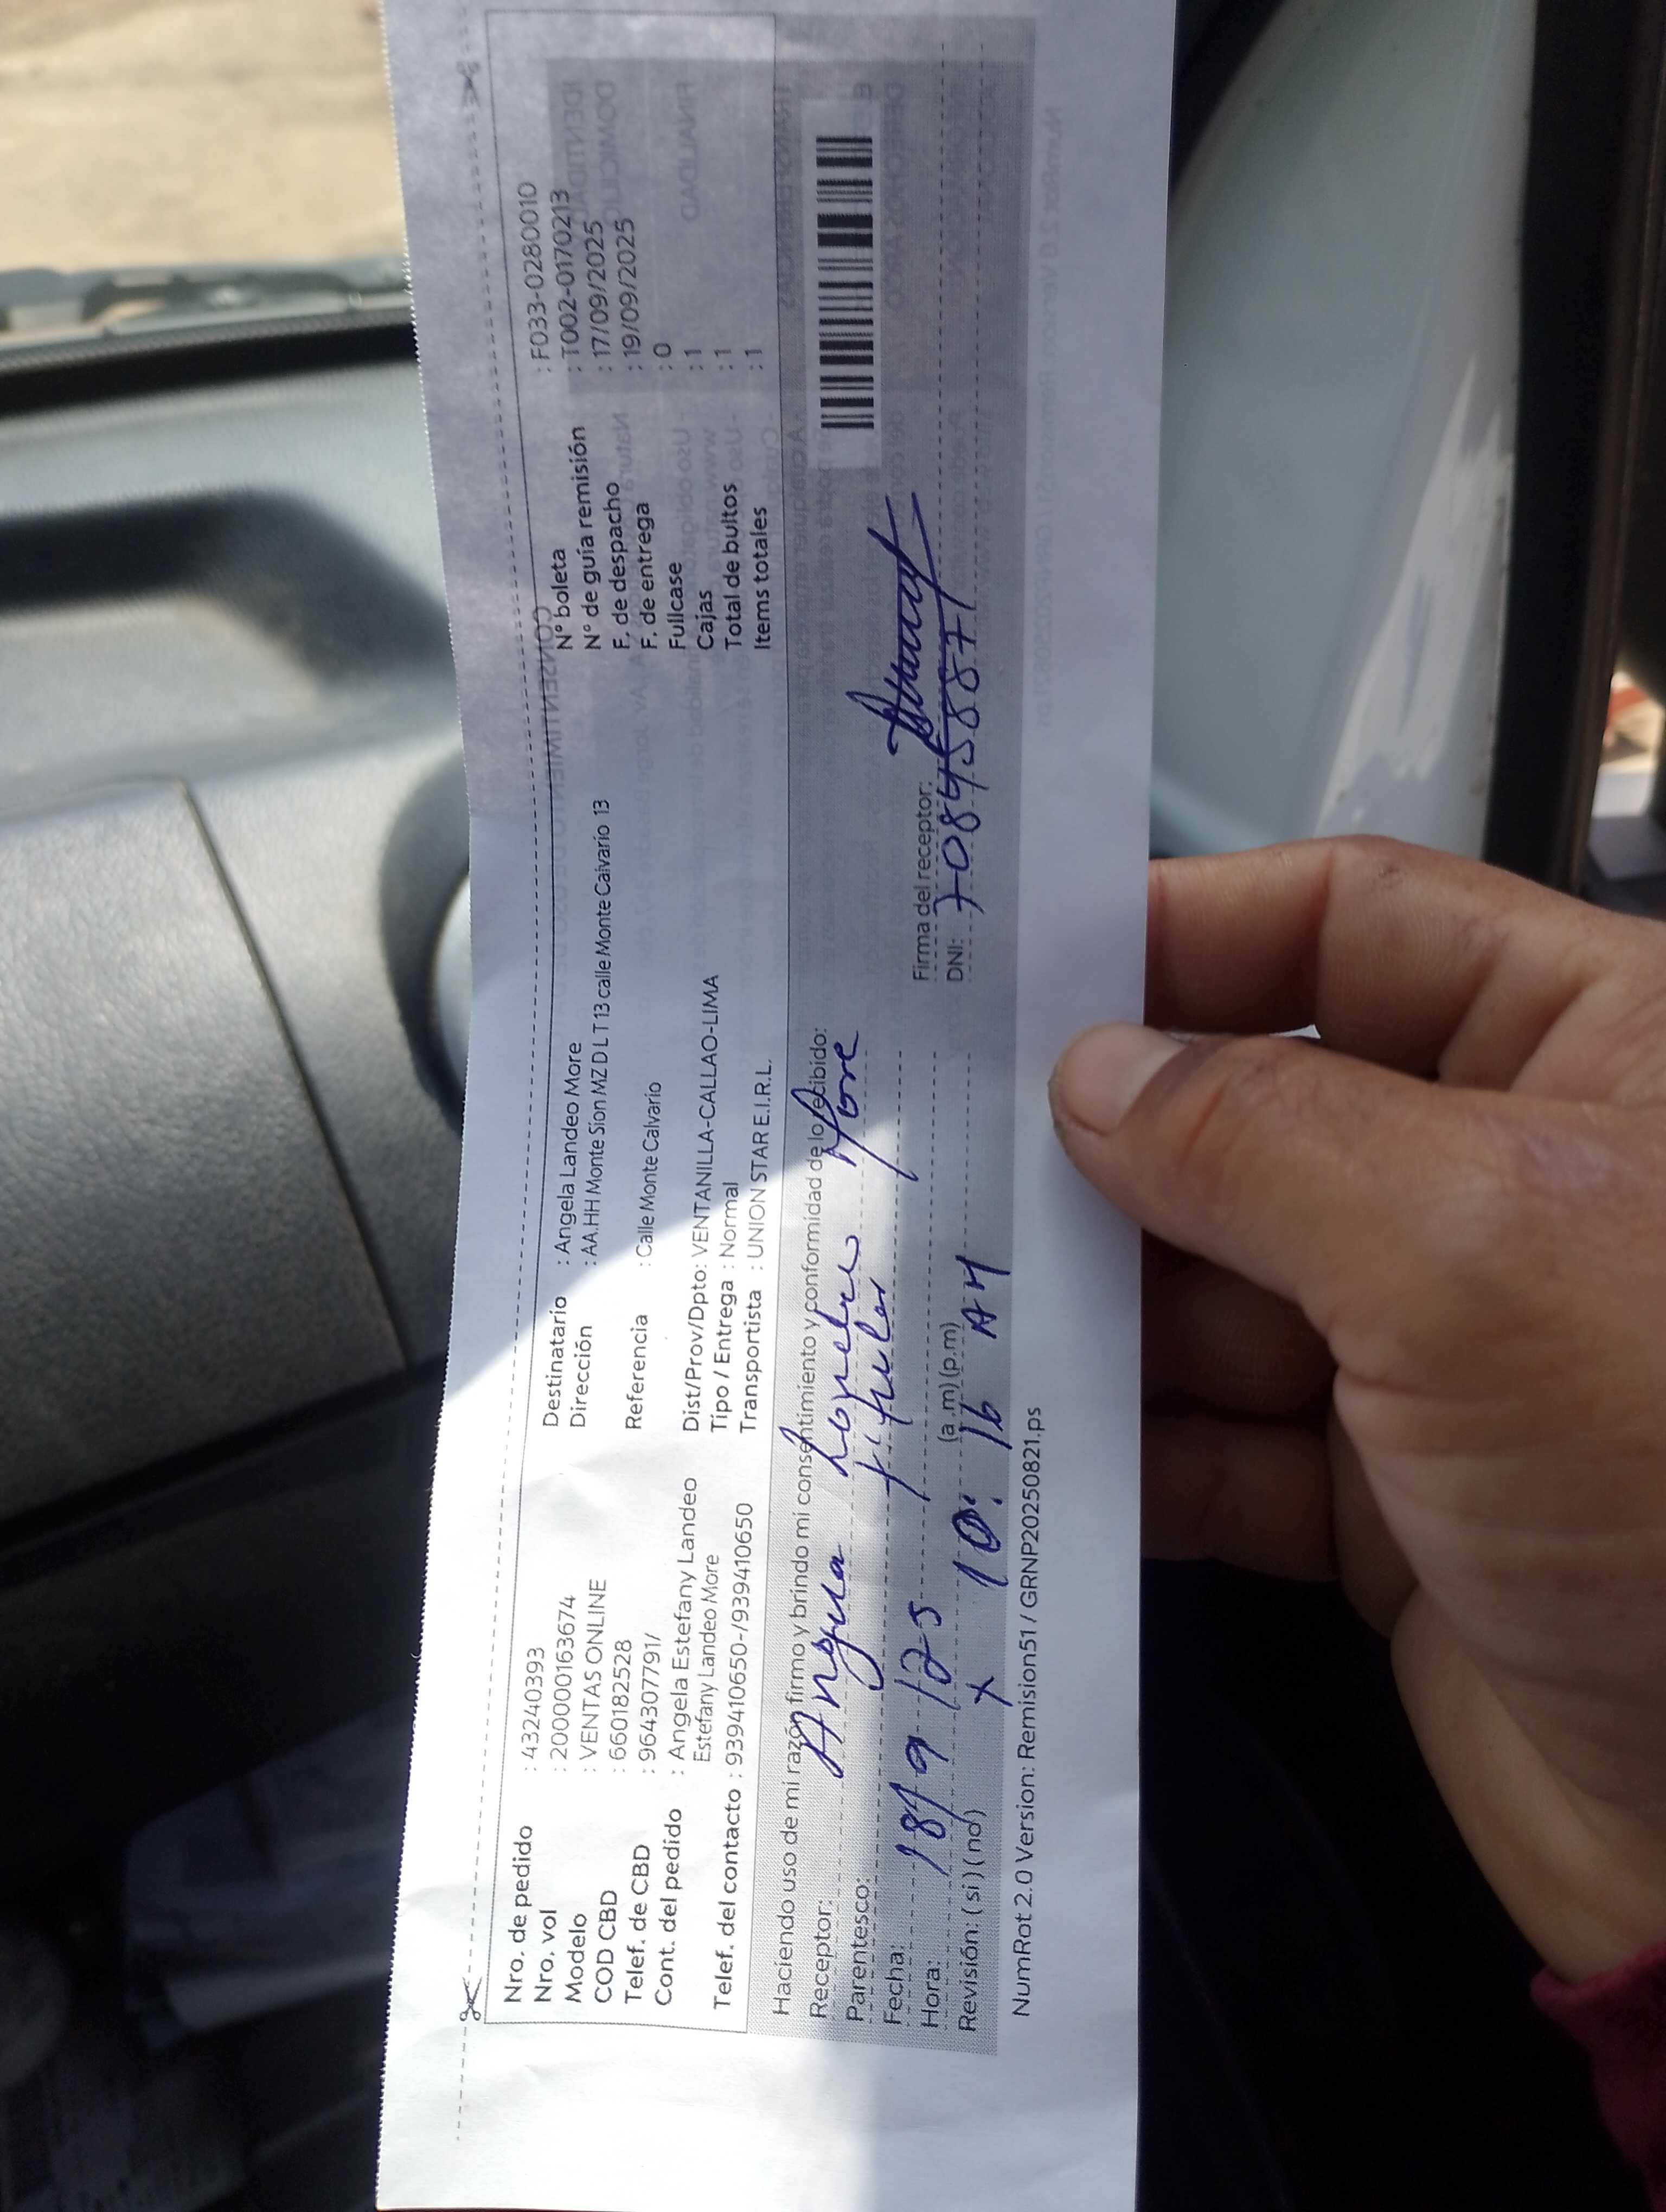 Nro. de pedido : 43240393
Nro. vol : 2000000163674
Modelo : VENTAS ONLINE
COD CBD : 6601182528
Telef. de CBD : 964307791/
Cont. del pedido : Angela Estefany Landeo
Estefany Landeo More
Telef. del contacto : 939410650-/939410650
Destinatario : Angela Landeo More
Dirección : AA.HH Monte Sion MZ D L T 13 calle Monte Calvario 13
Referencia : Calle Monte Calvario
Dist/Prov/Dpto: VENTANILLA-CALLAO-LIMA
Tipo / Entrega : Normal
Transportista : UNION STAR E.I.R.L.
N° boleta : F033-0280010
N° de guía remisión : T002-0170213
F. de despacho : 17/09/2025
F. de entrega : 19/09/2025
Fullcase : 0
Cajas : 1
Total de bultos : 1
Items totales : 1
Haciendo uso de mi razón firmo y brindo mi consentimiento y conformidad de lo recibido:
Receptor: Angela Landeo More
Parentesco: titular
Fecha: 18/9/25
Hora: (a.m) (p.m)
Revisión: (si) (no) x 10:16 AM
Firma del receptor:
DNI:
NumRot 2.0 Version: Remision51 / GRNP20250821.ps